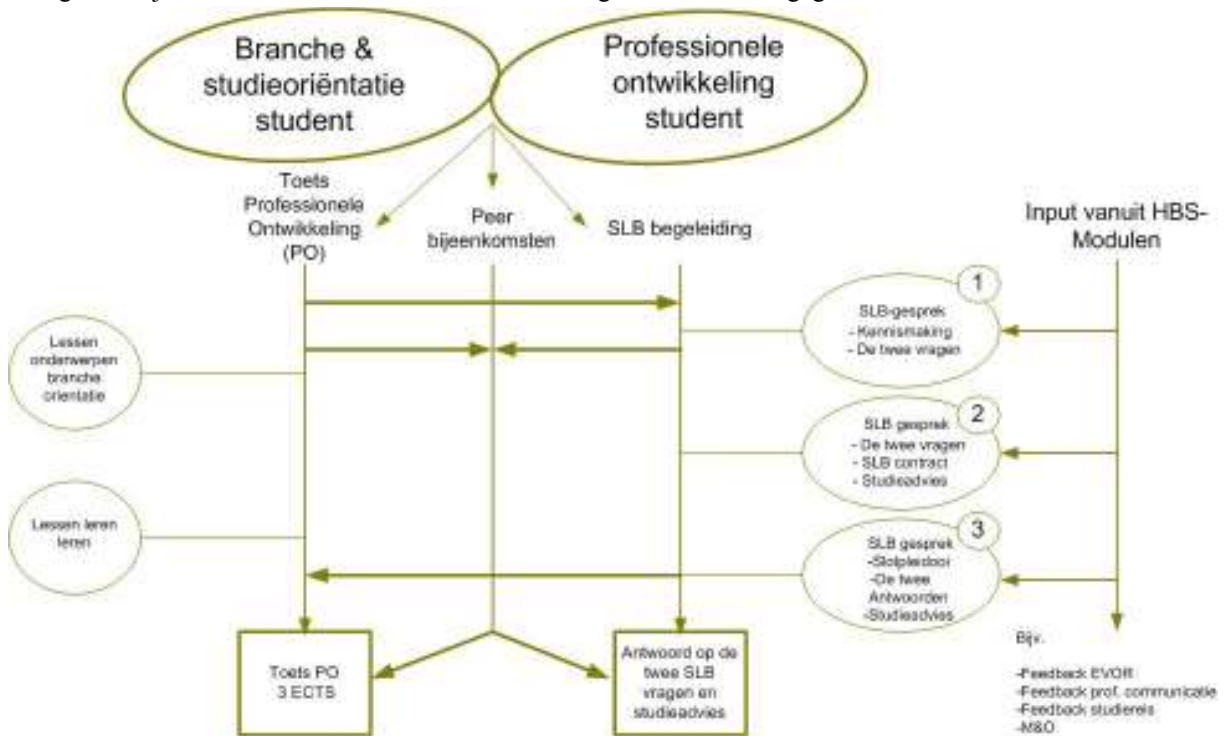 Branche &
studieoriëntatie
student
Professionele
ontwikkeling
student
Toets
Professionele
Ontwikkeling
(PO)
Peer
bijeenkomsten
SLB begeleiding
Input vanuit HBS-
Modulen
Lessen
onderwerpen
branche
orientatie
Lessen leren
leren
1
SLB-gesprek
- Kennismaking
- De twee vragen
2
SLB gesprek
- De twee vragen
- SLB contract
- Studieadvies
3
SLB gesprek
-Slotpleidooi
-De twee
Antwoorden
-Studieadvies
Toets PO
3 ECTS
Antwoord op de
twee SLB
vragen en
studieadvies
Bijv.
-Feedback EVOR
-Feedback prof. communicatie
-Feedback studiereis
-M&O